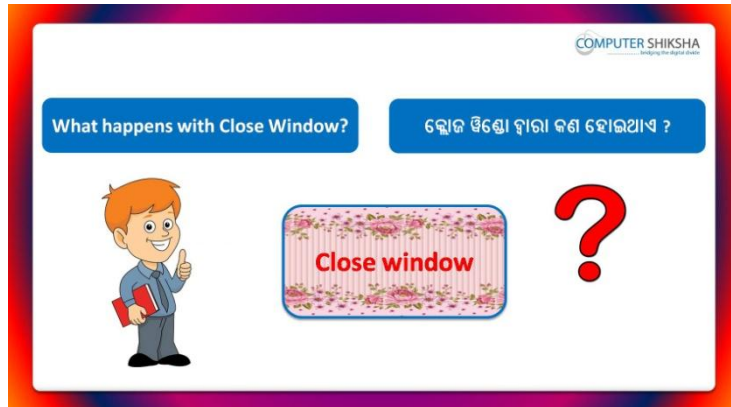 COMPUTER SHIKSHA
bridging the digital divide
What happens with Close Window?
କ୍ଲୋଜ ୱିଣ୍ଡୋ ଦ୍ୱାରା କଣ ହୋଇଥାଏ ?
Close window
?